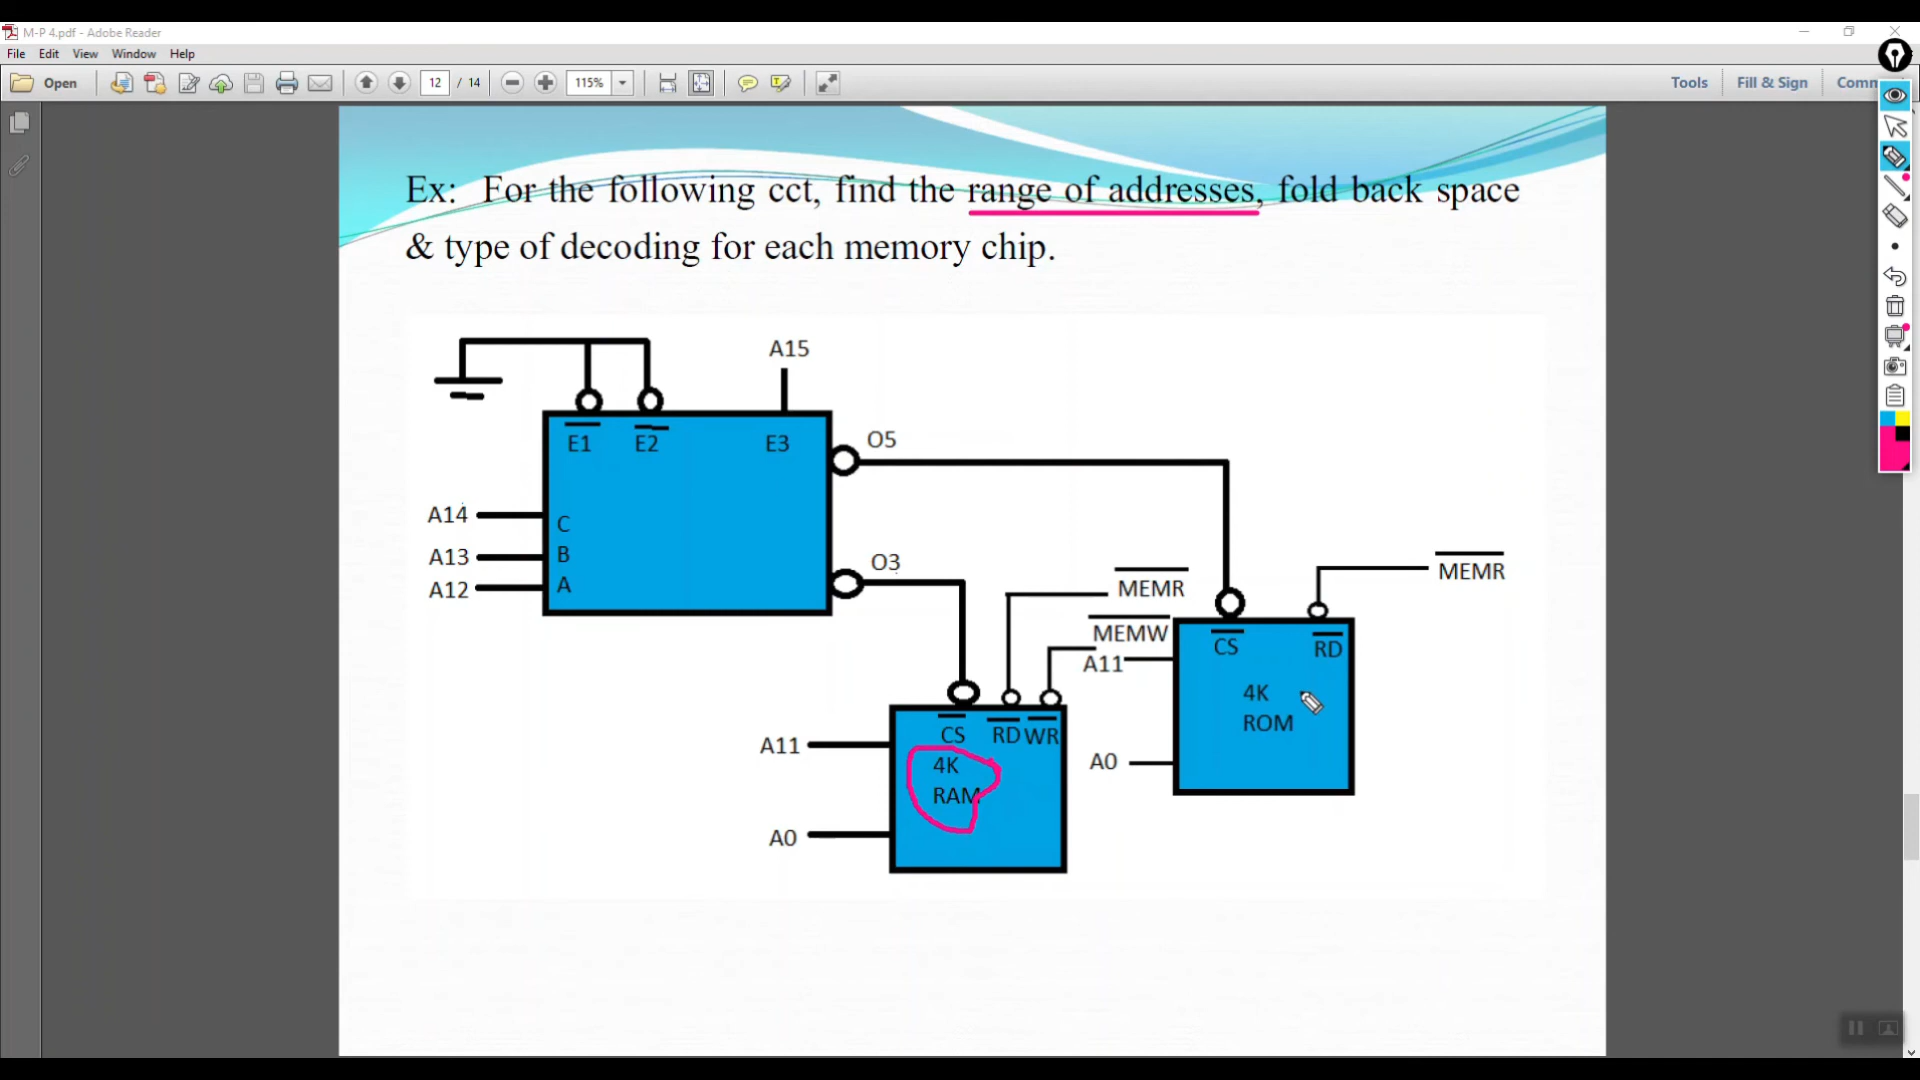 M-P 4.pdf - Adobe Reader
File Edit View Window Help
Open 12 / 14 115% Tools Fill & Sign
Ex: For the following cct, find the range of addresses, fold back space
& type of decoding for each memory chip.
A15
E1 E2 E3
O5
A14 C
A13 B
A12 A
O3
MEMR
MEMW
A11
MEMR
CS RD
4K
ROM
A0
CS RD WR
4K
RAM
A11
A0